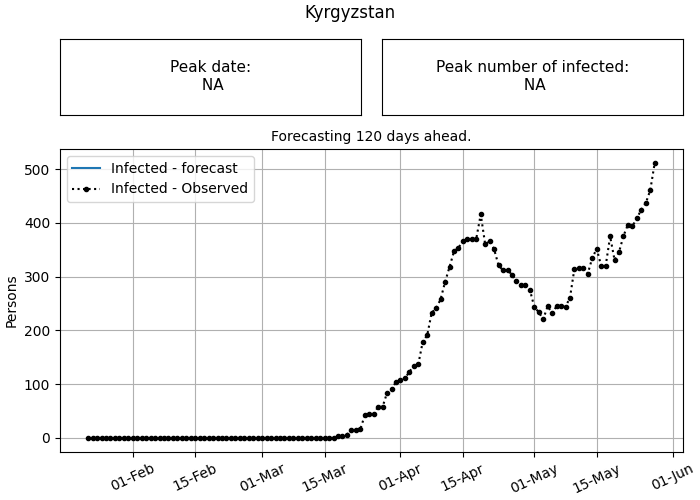 Kyrgyzstan
Peak date:
NA
Peak number of infected:
NA
Forecasting 120 days ahead.
Infected - forecast
Infected - Observed
Persons
500
400
300
200
100
0
01-Feb
15-Feb
01-Mar
15-Mar
01-Apr
15-Apr
01-May
15-May
01-Jun